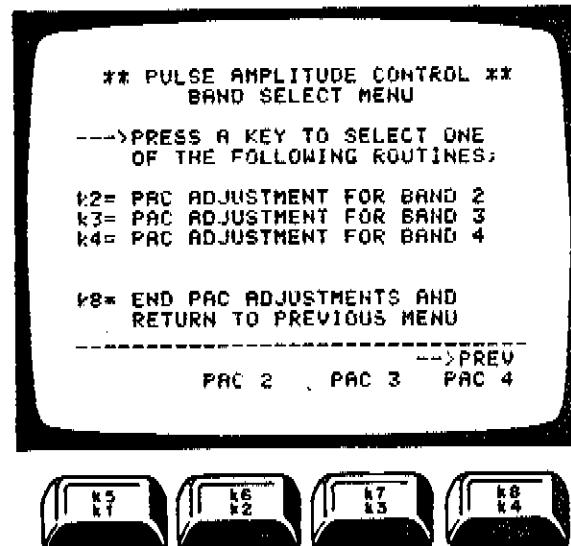 ** PULSE AMPLITUDE CONTROL **
BAND SELECT MENU
--->PRESS A KEY TO SELECT ONE
OF THE FOLLOWING ROUTINES;
k2= PAC ADJUSTMENT FOR BAND 2
k3= PAC ADJUSTMENT FOR BAND 3
k4= PAC ADJUSTMENT FOR BAND 4
k8= END PAC ADJUSTMENTS AND
RETURN TO PREVIOUS MENU
-->PREV
PAC 2 PAC 3 PAC 4
k5 k6 k7 k8
k1 k2 k3 k4